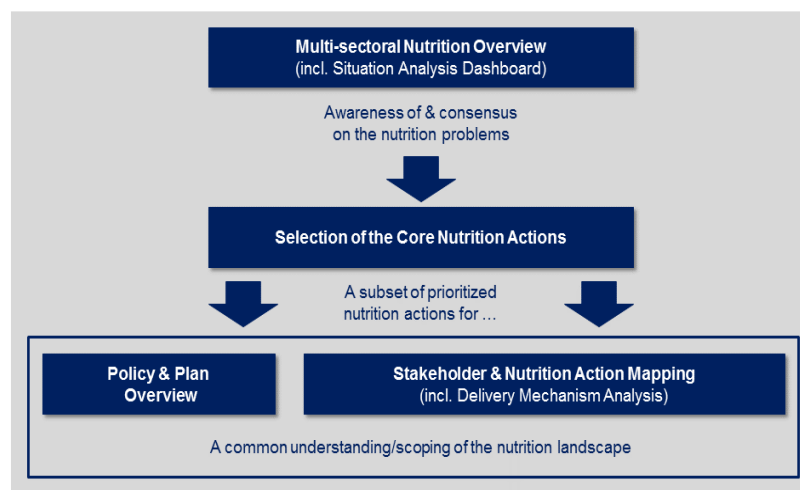 Multi-sectoral Nutrition Overview
(incl. Situation Analysis Dashboard)
Awareness of & consensus
on the nutrition problems
Selection of the Core Nutrition Actions
A subset of prioritized
nutrition actions for ...
Policy & Plan
Overview
Stakeholder & Nutrition Action Mapping
(incl. Delivery Mechanism Analysis)
A common understanding/scoping of the nutrition landscape